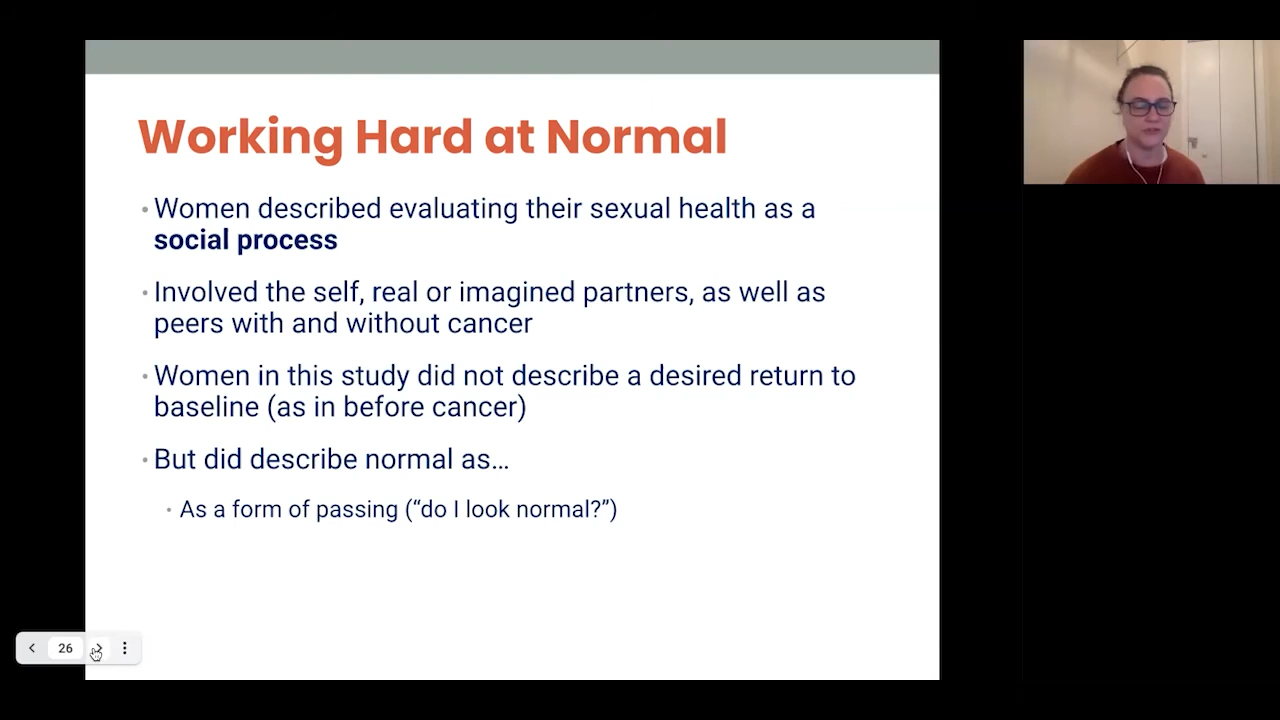 Working Hard at Normal
• Women described evaluating their sexual health as a
social process
• Involved the self, real or imagined partners, as well as
peers with and without cancer
• Women in this study did not describe a desired return to
baseline (as in before cancer)
• But did describe normal as…
• As a form of passing (“do I look normal?”)
26